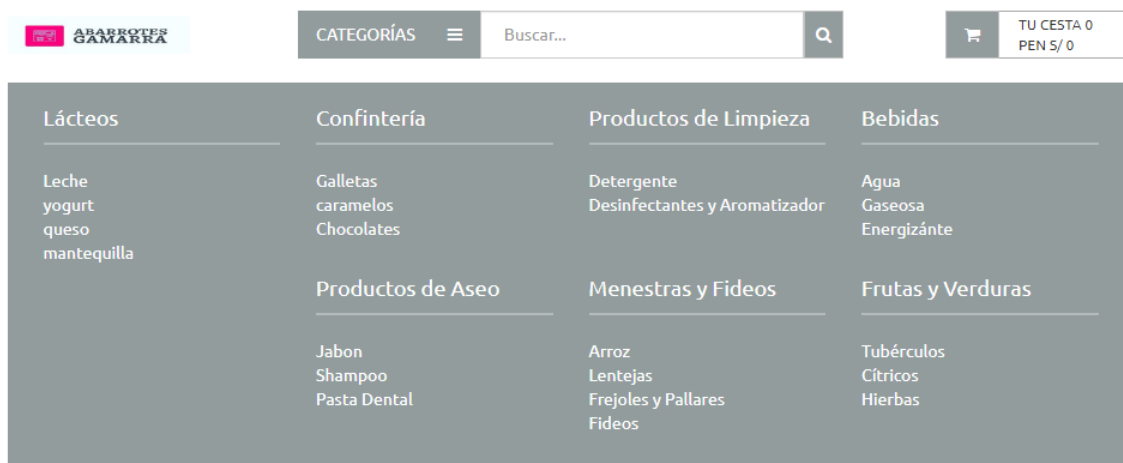 ABARROTES
GAMARRA
CATEGORÍAS
Buscar...
TU CESTA 0
PEN S/ 0
Lácteos
Leche
yogurt
queso
mantequilla
Confintería
Galletas
caramelos
Chocolates
Productos de Limpieza
Detergente
Desinfectantes y Aromatizador
Bebidas
Agua
Gaseosa
Energizánte
Productos de Aseo
Jabon
Shampoo
Pasta Dental
Menestras y Fideos
Arroz
Lentejas
Frejoles y Pallares
Fideos
Frutas y Verduras
Tubérculos
Cítricos
Hierbas